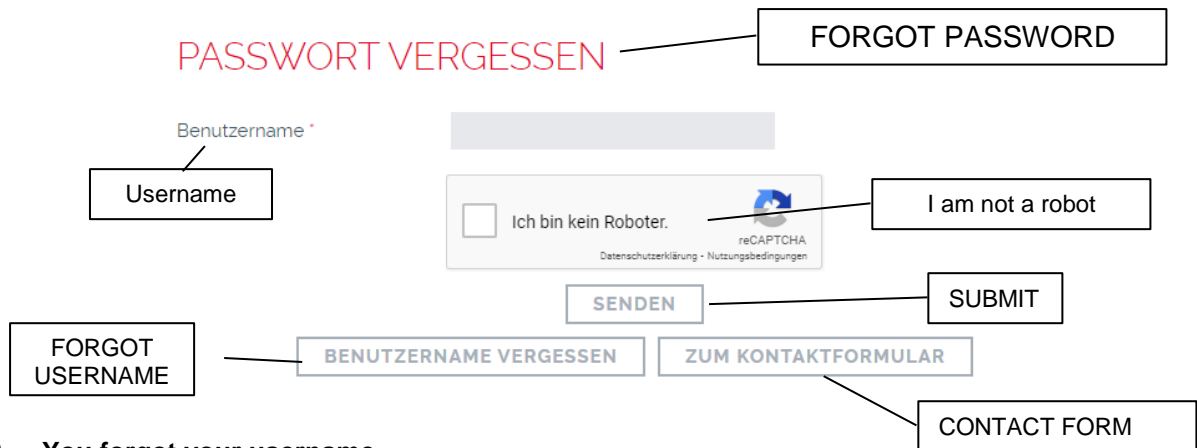 FORGOT PASSWORD
PASSWORT VERGESSEN
Benutzername *
Username
Ich bin kein Roboter.
reCAPTCHA
Datenschutzerklärung - Nutzungsbedingungen
I am not a robot
SENDEN
SUBMIT
FORGOT
USERNAME
BENUTZERNAME VERGESSEN
ZUM KONTAKTFORMULAR
CONTACT FORM
You forgot your username